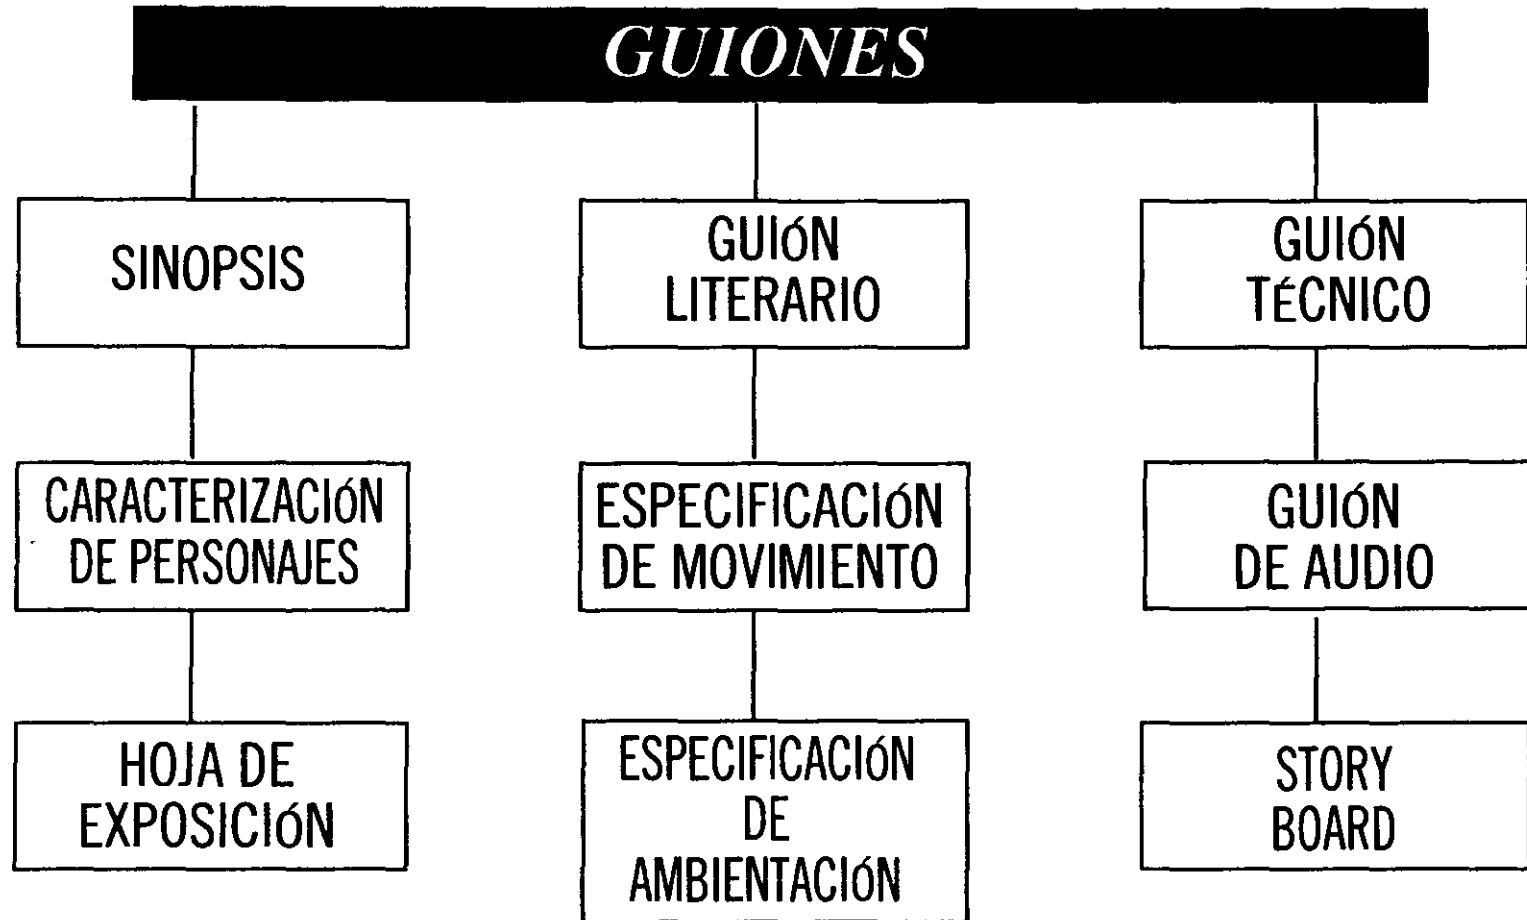 GUIONES
SINOPSIS
GUIÓN
LITERARIO
GUIÓN
TÉCNICO
CARACTERIZACIÓN
DE PERSONAJES
ESPECIFICACIÓN
DE MOVIMIENTO
GUIÓN
DE AUDIO
HOJA DE
EXPOSICIÓN
ESPECIFICACIÓN
DE
AMBIENTACIÓN
STORY
BOARD